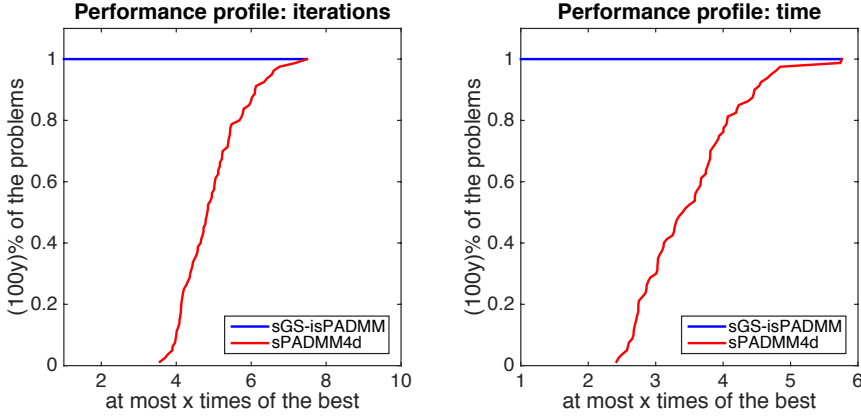 Performance profile: iterations
1
0.8
0.6
0.4
0.2
0
(100y)% of the problems
2 4 6 8 10
at most x times of the best
sGS-isPADMM
sPADMM4d
Performance profile: time
1
0.8
0.6
0.4
0.2
0
(100y)% of the problems
1 2 3 4 5 6
at most x times of the best
sGS-isPADMM
sPADMM4d